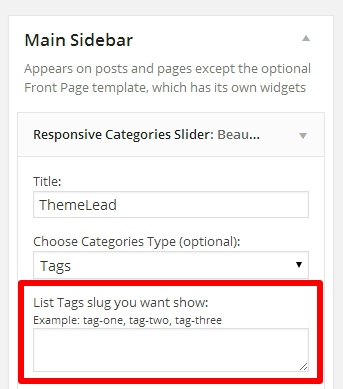 Main Sidebar
Appears on posts and pages except the optional
Front Page template, which has its own widgets
Responsive Categories Slider: Beau...
Title:
ThemeLead
Choose Categories Type (optional):
Tags
List Tags slug you want show:
Example: tag-one, tag-two, tag-three